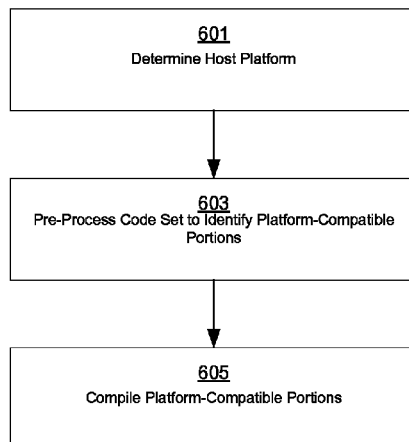 601
Determine Host Platform
603
Pre-Process Code Set to Identify Platform-Compatible
Portions
605
Compile Platform-Compatible Portions